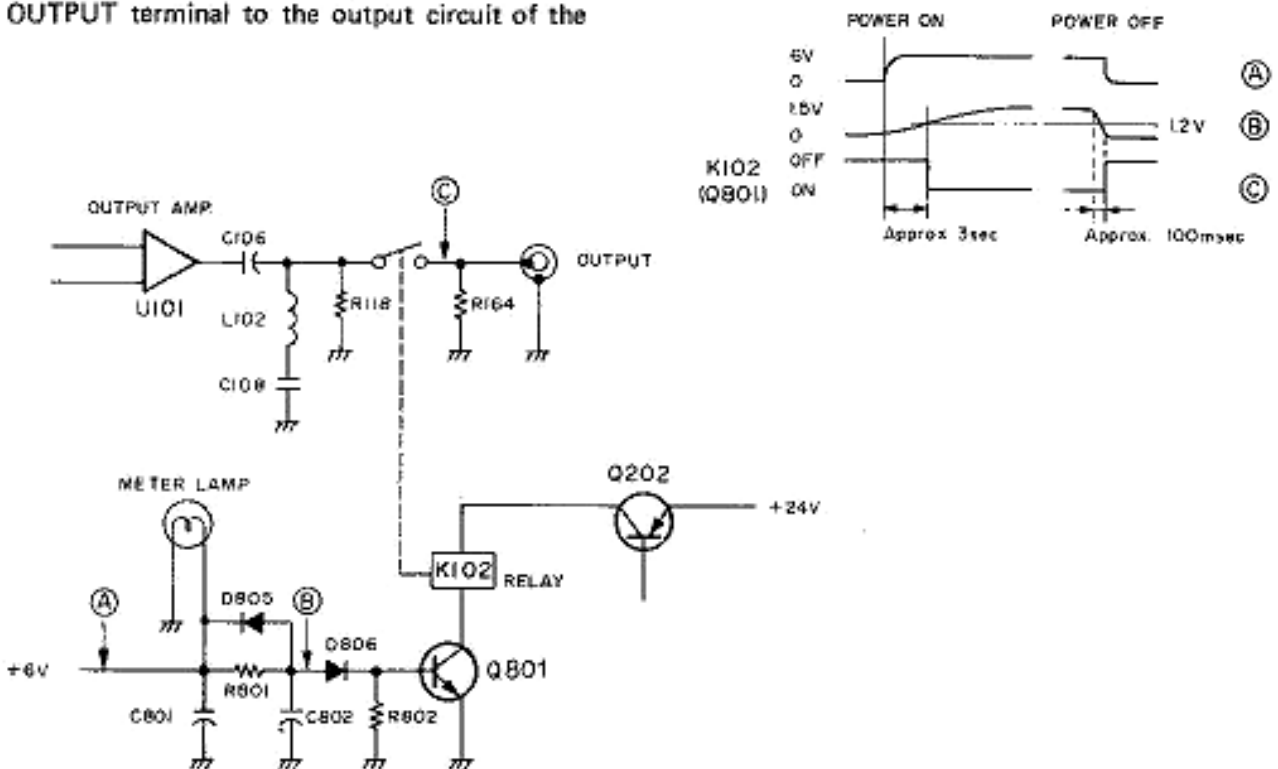 OUTPUT terminal to the output circuit of the
POWER ON POWER OFF
6V
0
A
1.5V
0
1.2V
B
K102
(Q801)
OFF
ON
C
Approx 3sec
Approx. 100msec
C
OUTPUT AMP.
C106
OUTPUT
U101
L102
R118
R164
C108
METER LAMP
Q202
+24V
K102
RELAY
A
D805
B
D806
+6V
R801
Q801
C801
C802
R802